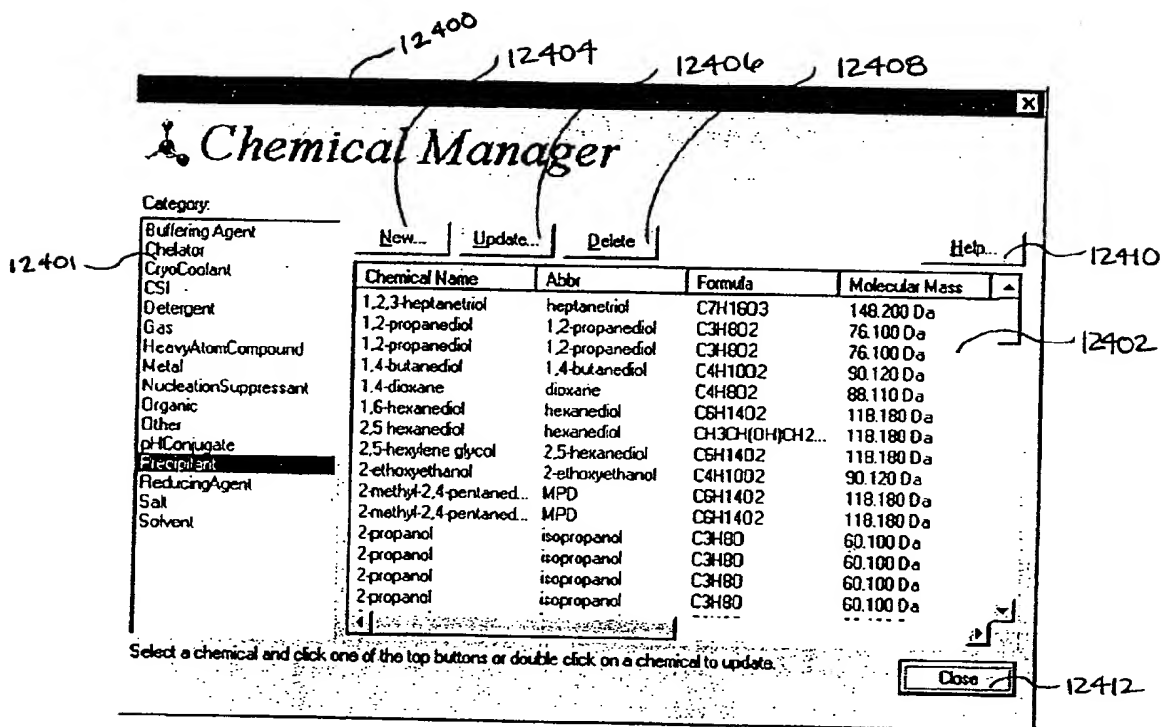 12400
12404
12406
12408
Chemical Manager
Category:
Buffering Agent
Chelator
CryoCoolant
CSI
Detergent
Gas
HeavyAtomCompound
Metal
NucleationSuppressant
Organic
Other
pHConjugate
Precipitant
ReducingAgent
Salt
Solvent
12401
New... Update... Delete Help...
12410
Chemical Name Abbr Formula Molecular Mass
1,2,3-heptanetriol heptanetriol C7H16O3 148.200 Da
1,2-propanediol 1,2-propanediol C3H8O2 76.100 Da
1,2-propanediol 1,2-propanediol C3H8O2 76.100 Da
1,4-butanediol 1,4-butanediol C4H10O2 90.120 Da
1,4-dioxane dioxane C4H8O2 88.110 Da
1,6-hexanediol hexanediol C6H14O2 118.180 Da
2,5 hexanediol hexanediol CH3CH(OH)CH2... 118.180 Da
2,5-hexylene glycol 2,5-hexanediol C6H14O2 118.180 Da
2-ethoxyethanol 2-ethoxyethanol C4H10O2 90.120 Da
2-methyl-2,4-pentaned... MPD C6H14O2 118.180 Da
2-methyl-2,4-pentaned... MPD C6H14O2 118.180 Da
2-propanol isopropanol C3H8O 60.100 Da
2-propanol isopropanol C3H8O 60.100 Da
2-propanol isopropanol C3H8O 60.100 Da
2-propanol isopropanol C3H8O 60.100 Da
12402
Select a chemical and click one of the top buttons or double click on a chemical to update.
Close
12412